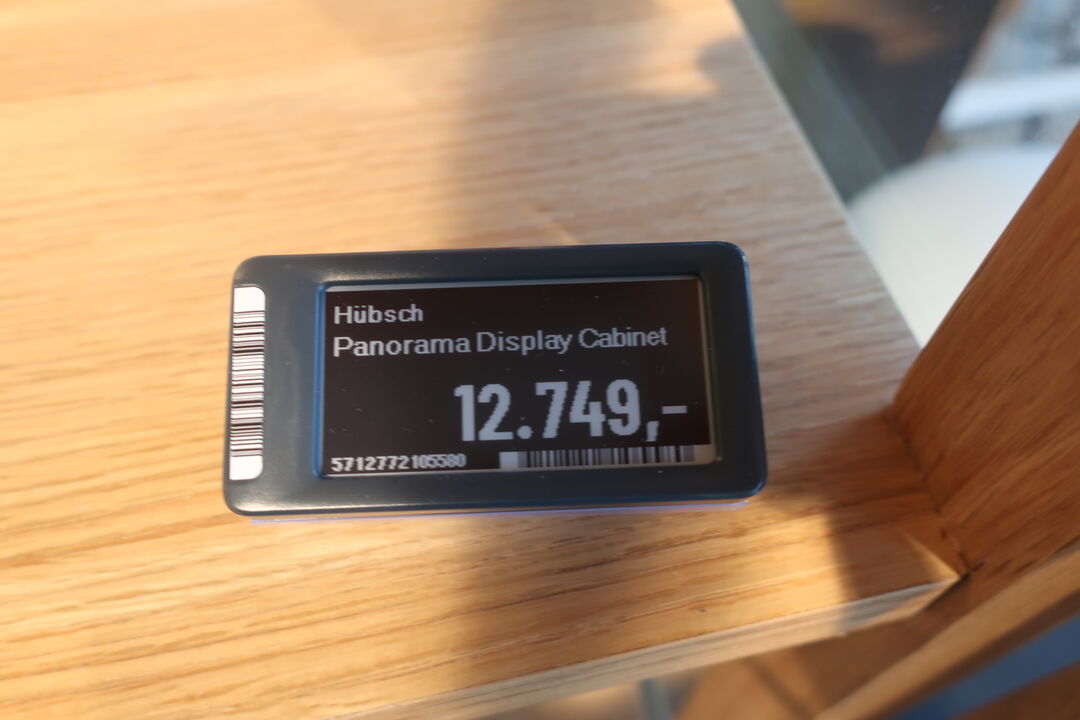 Hübsch
Panorama Display Cabinet
12.749,-
5712772105580